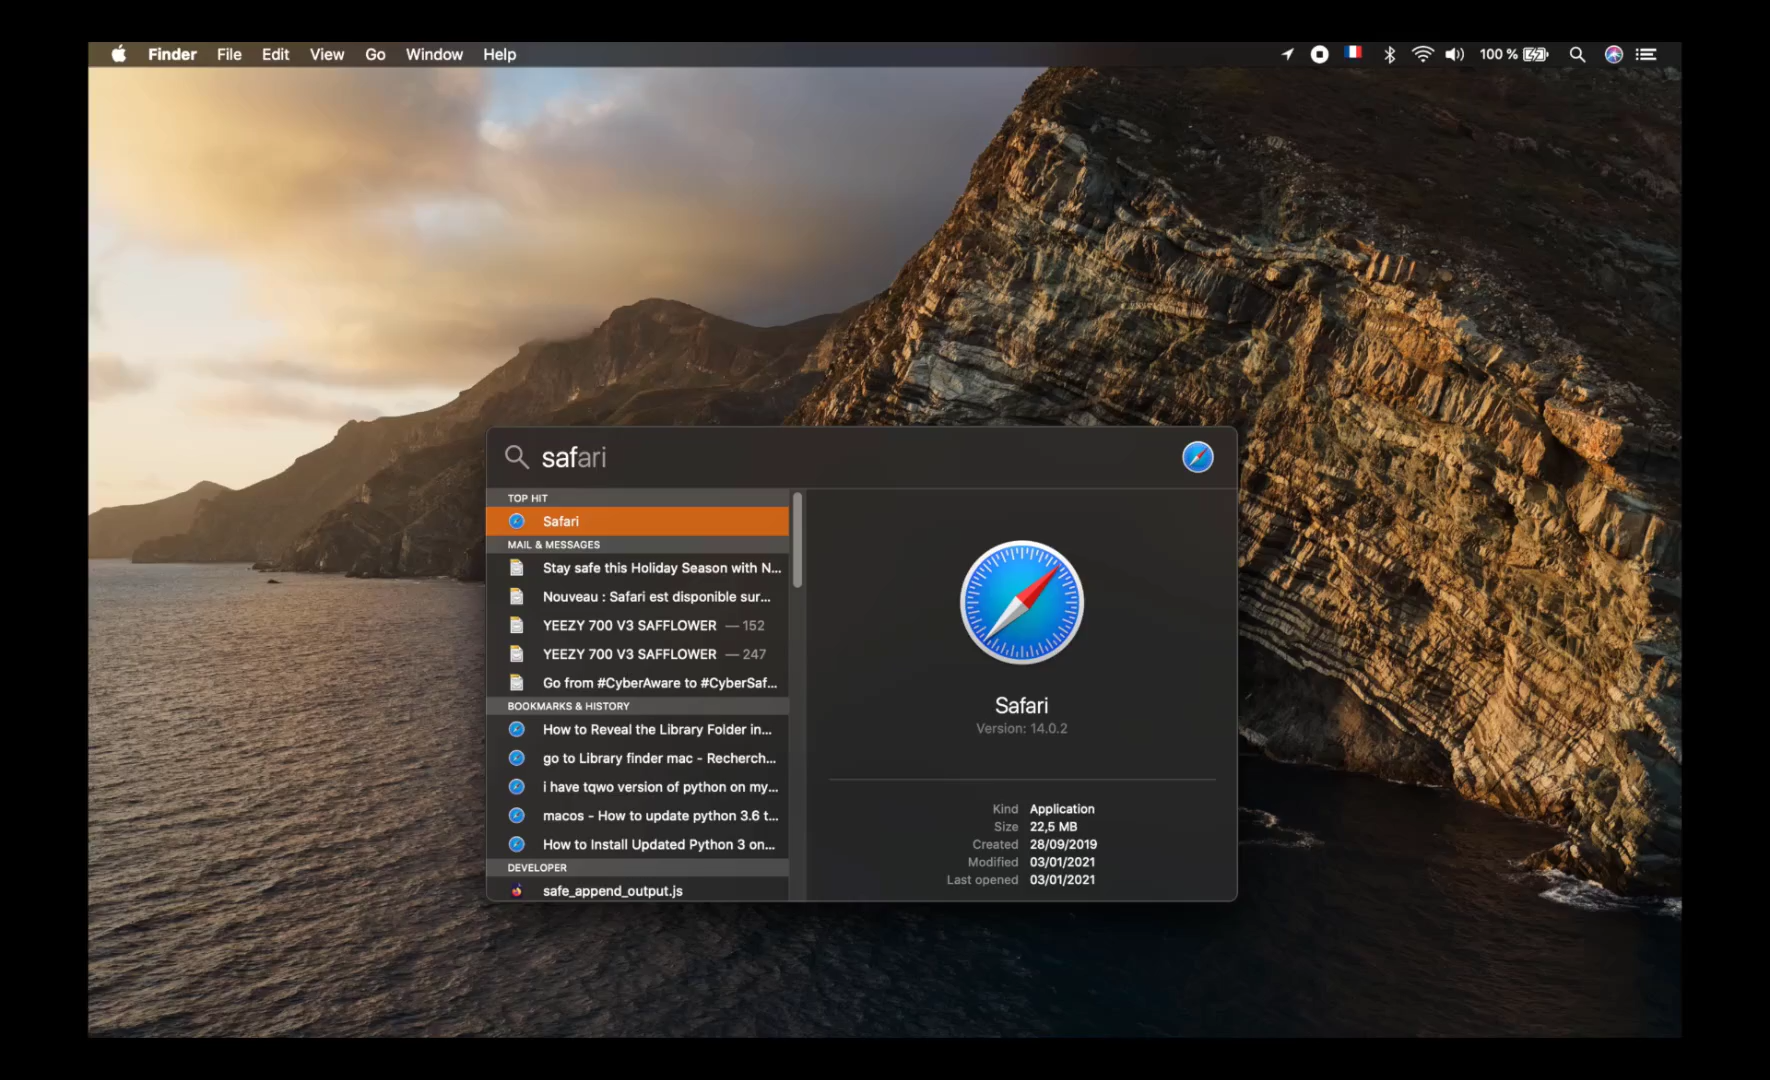 Finder File Edit View Go Window Help 100 %
safari
TOP HIT
Safari
MAIL & MESSAGES
Stay safe this Holiday Season with N...
Nouveau : Safari est disponible sur...
YEEZY 700 V3 SAFFLOWER — 152
YEEZY 700 V3 SAFFLOWER — 247
Go from #CyberAware to #CyberSaf...
BOOKMARKS & HISTORY
How to Reveal the Library Folder in...
go to Library finder mac - Recherch...
i have tqwo version of python on my...
macos - How to update python 3.6 t...
How to Install Updated Python 3 on...
DEVELOPER
safe_append_output.js
Safari
Version: 14.0.2
Kind Application
Size 22,5 MB
Created 28/09/2019
Modified 03/01/2021
Last opened 03/01/2021